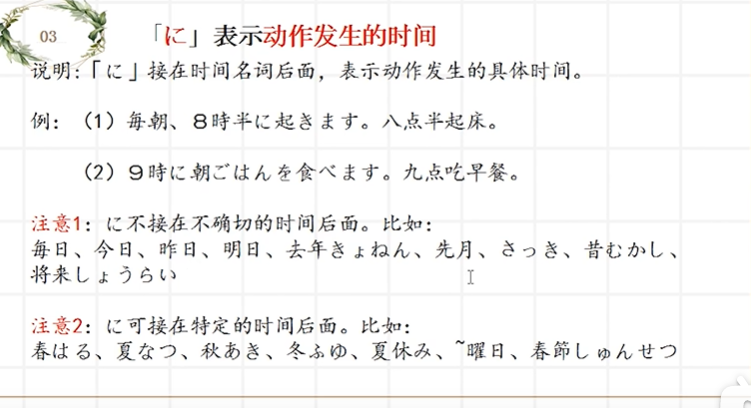 03
「に」表示动作发生的时间
说明:「に」接在时间名词后面，表示动作发生的具体时间。
例：（1）毎朝、８時半に起きます。八点半起床。
（2）９時に朝ごはんを食べます。九点吃早餐。
注意1：に不接在不确切的时间后面。比如：
毎日、今日、昨日、明日、去年きょねん、先月、さっき、昔むかし、
将来しょうらい
注意2：に可接在特定的时间后面。比如：
春はる、夏なつ、秋あき、冬ふゆ、夏休み、~曜日、春節しゅんせつ